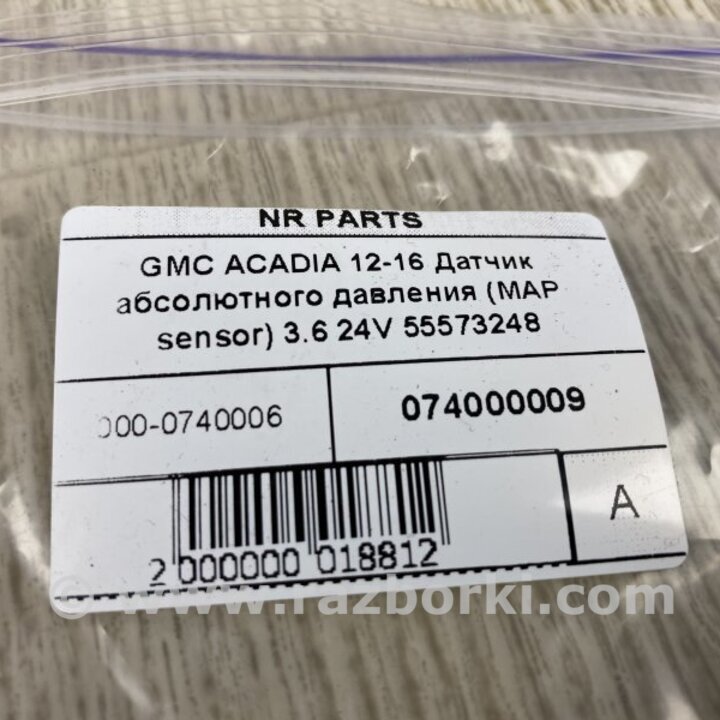 NR PARTS
GMC ACADIA 12-16 Датчик
абсолютного давления (MAP
sensor) 3.6 24V 55573248
000-0740006
074000009
A
2 000000 018812
© www.razborki.com